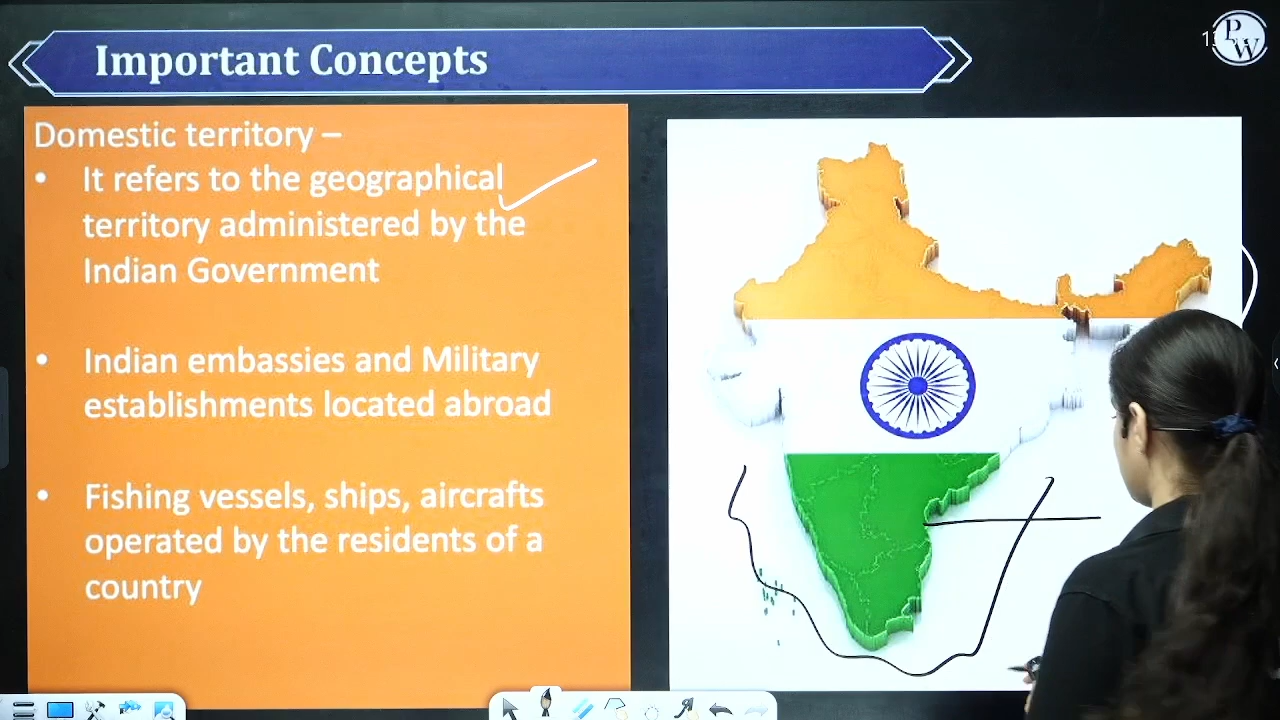 Important Concepts
PW
Domestic territory –
• It refers to the geographical
territory administered by the
Indian Government
• Indian embassies and Military
establishments located abroad
• Fishing vessels, ships, aircrafts
operated by the residents of a
country